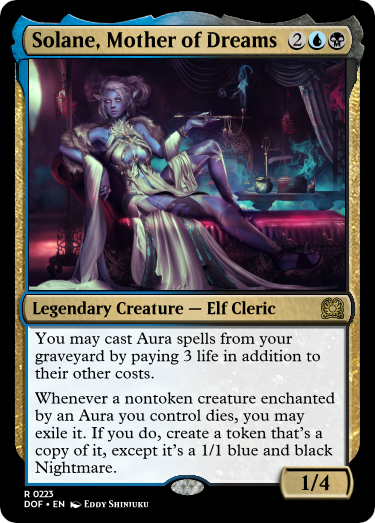 Solane, Mother of Dreams 2
Legendary Creature — Elf Cleric
You may cast Aura spells from your
graveyard by paying 3 life in addition to
their other costs.
Whenever a nontoken creature enchanted
by an Aura you control dies, you may
exile it. If you do, create a token that's a
copy of it, except it's a 1/1 blue and black
Nightmare.
1/4
R 0223
DOF • EN Eddy Shinjuku